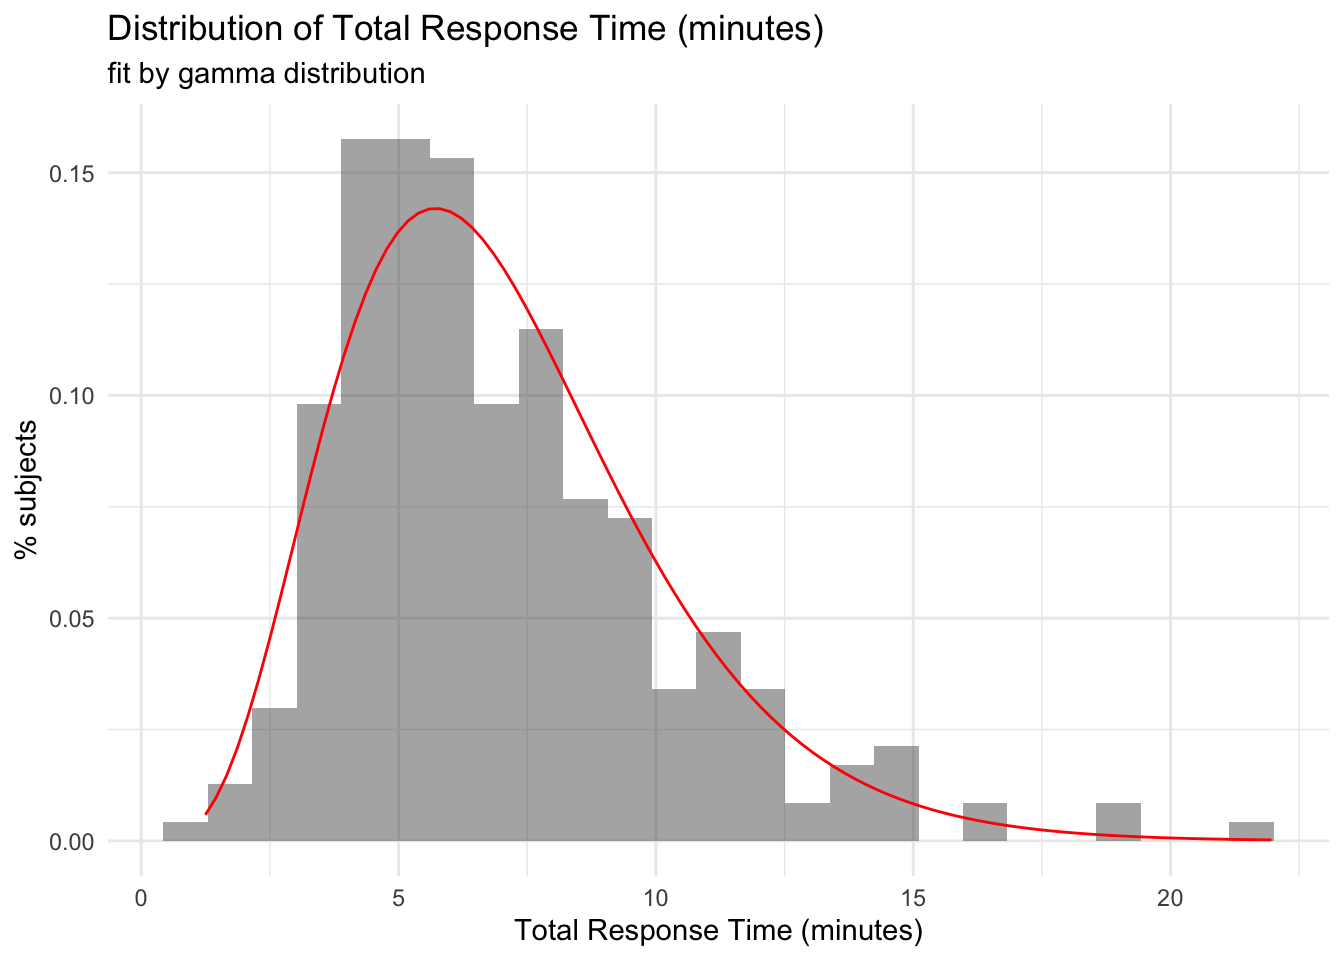 Distribution of Total Response Time (minutes)
fit by gamma distribution
0.15
0.10
0.05
0.00
% subjects
0 5 10 15 20
Total Response Time (minutes)